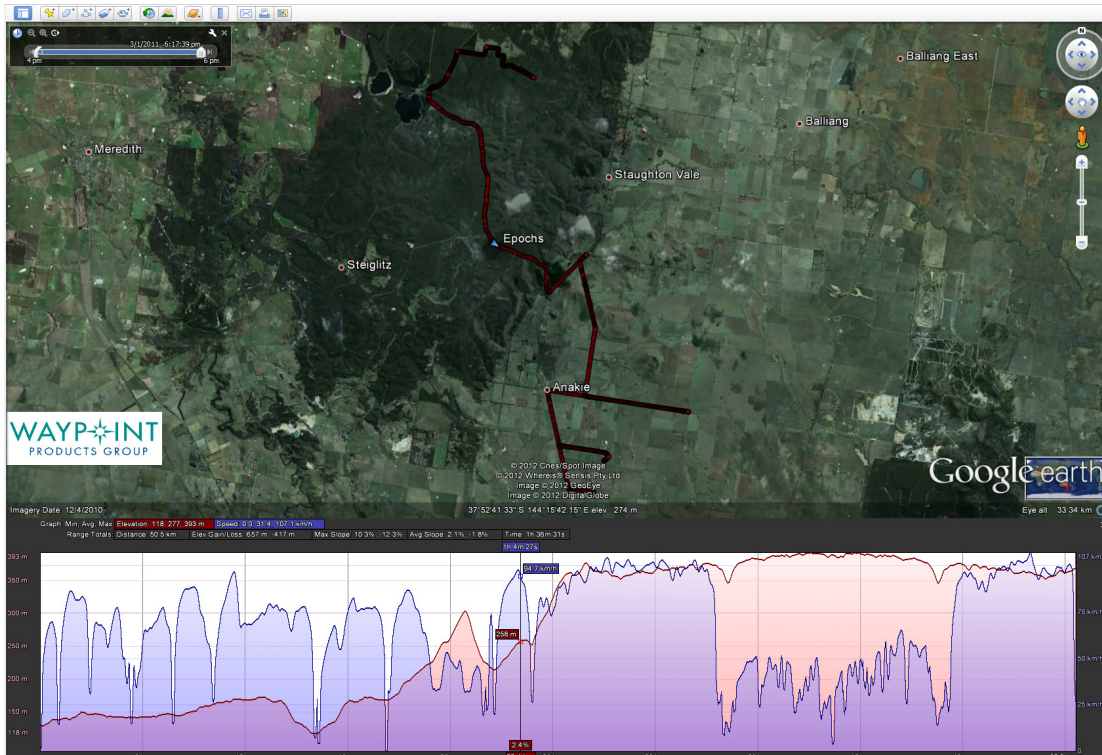 3/1/2011 6:17:39 pm
4 pm
6 pm
N
Balliang East
Balliang
Meredith
Staughton Vale
Epochs
Steiglitz
Anakie
WAYPOINT
PRODUCTS GROUP
© 2012 Cnes/Spot Image
© 2012 Whereis® Sensis Pty Ltd
Image © 2012 GeoEye
Image © 2012 DigitalGlobe
Google earth
Imagery Date 12/4/2010
37°52'41.33" S 144°15'42.15" E elev 274 m
Eye alt 33.34 km
Graph: Min, Avg, Max Elevation: 118, 277, 393 m Speed: 0.0, 31.4, 107.1 km/h
Range Totals: Distance: 50.5 km Elev Gain/Loss: 657 m, -417 m Max Slope: 10.3%, -12.3% Avg Slope: 2.1%, -1.8% Time: 1h 36m 31s
1h 4m 27s
393 m
94.7 km/h
107 km/
350 m
300 m
75 km/h
250 m
258 m
50 km/h
200 m
150 m
25 km/h
118 m
2.4%
0